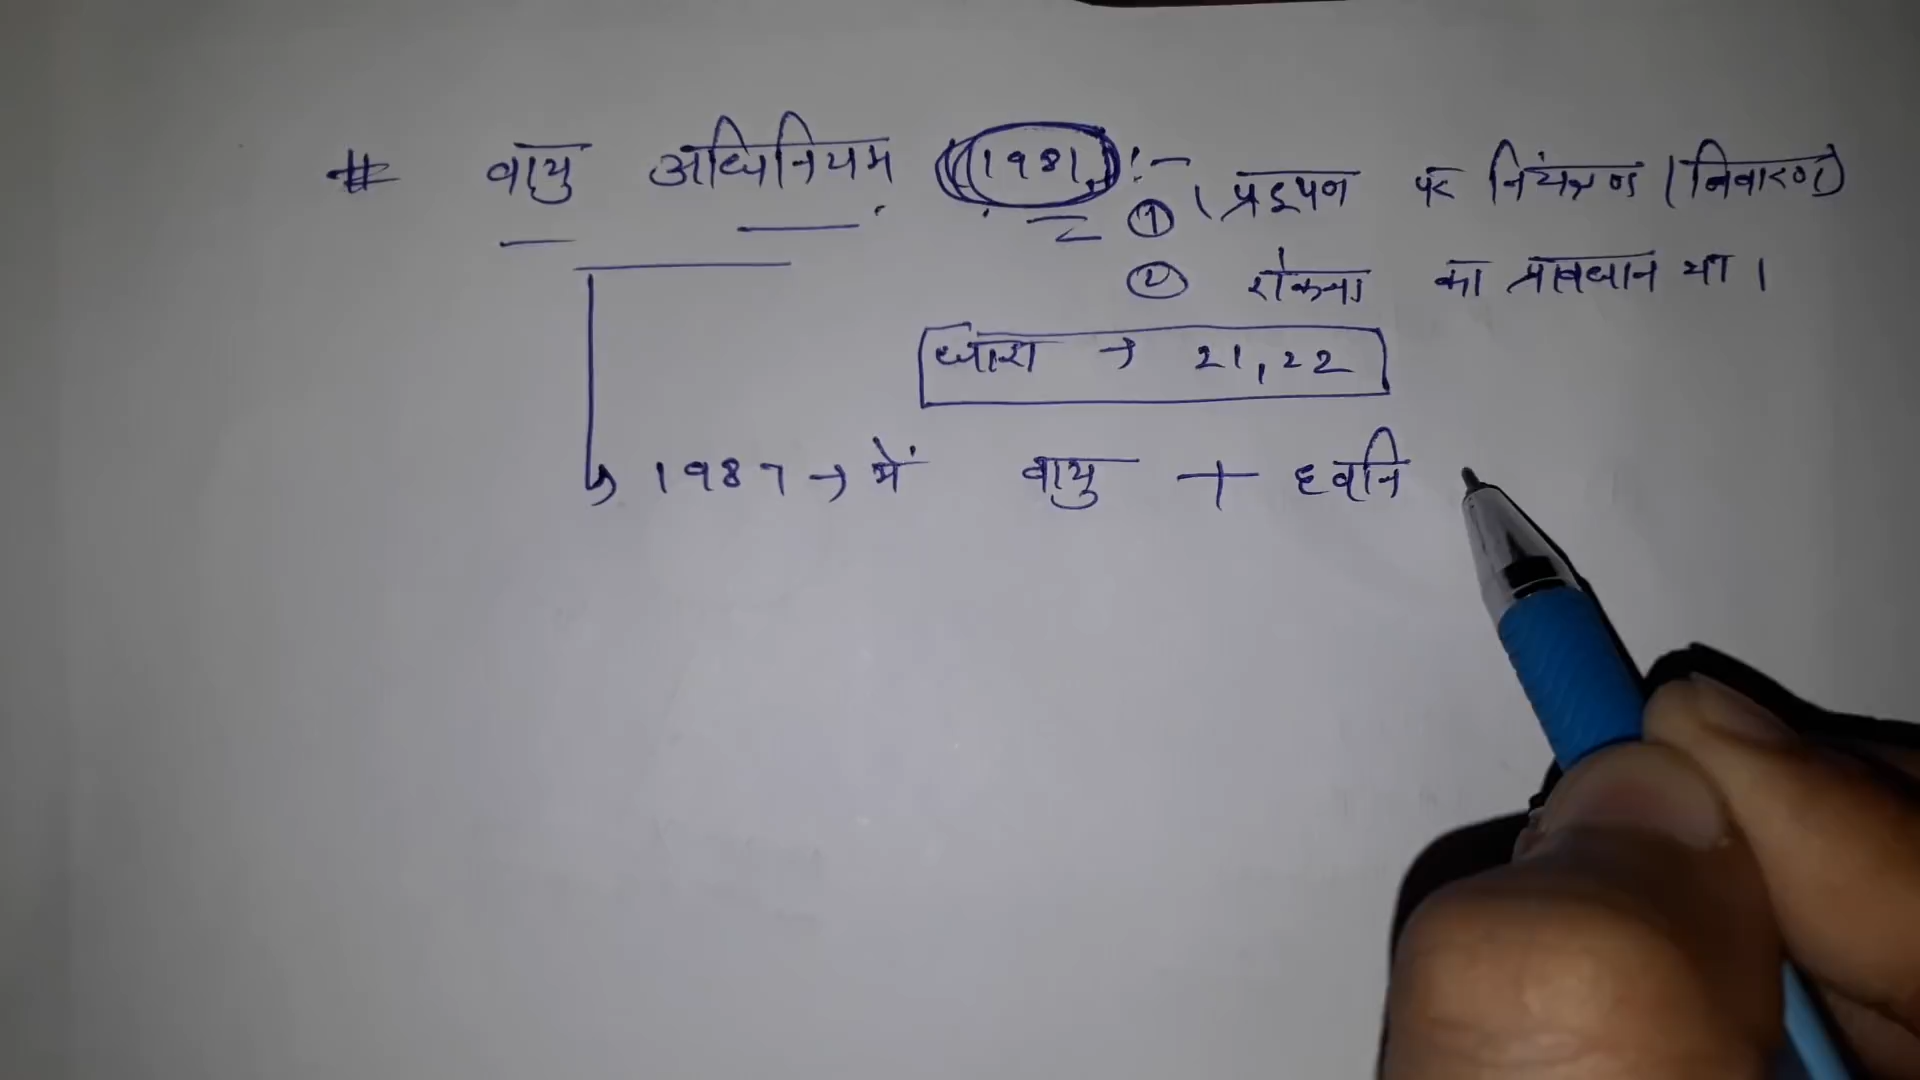 # वायु अधिनियम (1981) :-
① प्रदूषण पर नियंत्रण (निवारण)
② रोकना का प्रावधान था।
धारा → 21, 22
→ 1987 → में वायु + ध्वनि